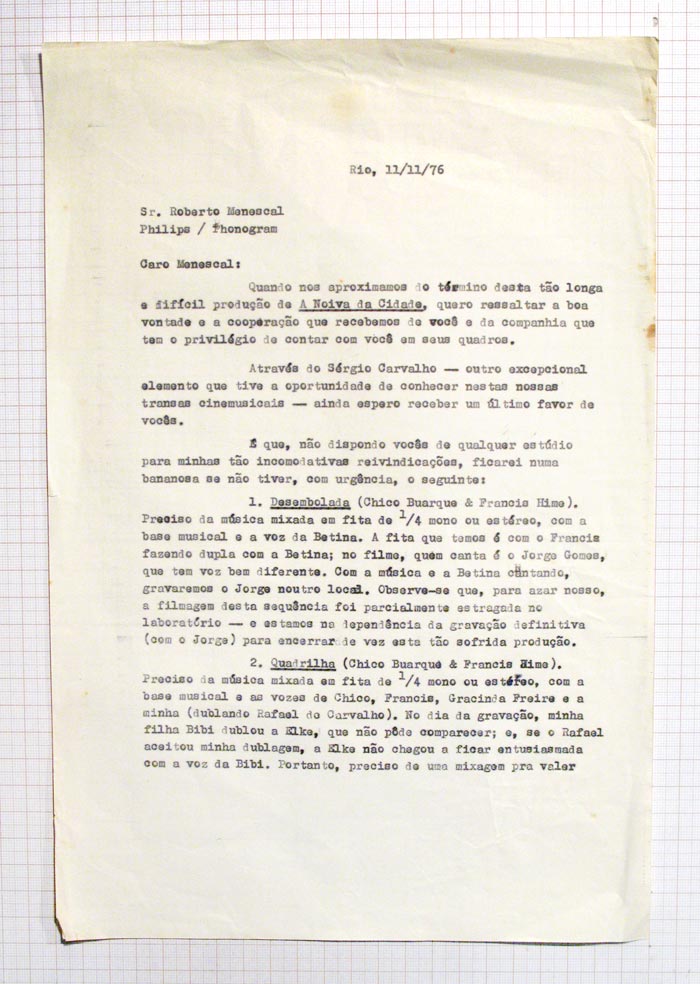 Rio, 11/11/76
Sr. Roberto Menescal
Philips / Phonogram
Caro Menescal:
Quando nos aproximamos do término desta tão longa
e difícil produção de A Noiva da Cidade, quero ressaltar a boa
vontade e a cooperação que recebemos de você e da companhia que
tem o privilégio de contar com você em seus quadros.
Através do Sérgio Carvalho — outro excepcional
elemento que tive a oportunidade de conhecer nestas nossas
transas cinemusicais — ainda espero receber um último favor de
vocês.
É que, não dispondo vocês de qualquer estúdio
para minhas tão incomodativas reivindicações, ficarei numa
bananosa se não tiver, com urgência, o seguinte:
1. Desembolada (Chico Buarque & Francis Hime).
Preciso da música mixada em fita de 1/4 mono ou estéreo, com a
base musical e a voz da Betina. A fita que temos é com o Francis
fazendo dupla com a Betina; no filme, quem canta é o Jorge Gomes,
que tem voz bem diferente. Com a música e a Betina cantando,
gravaremos o Jorge noutro local. Observe-se que, para azar nosso,
a filmagem desta sequência foi parcialmente estragada no
laboratório — e estamos na dependência da gravação definitiva
(com o Jorge) para encerrar de vez esta tão sofrida produção.
2. Quadrilha (Chico Buarque & Francis Hime).
Preciso da música mixada em fita de 1/4 mono ou estéreo, com a
base musical e as vozes de Chico, Francis, Gracinda Freire e a
minha (dublando Rafael de Carvalho). No dia da gravação, minha
filha Bibi dublou a Elke, que não pôde comparecer; e, se o Rafael
aceitou minha dublagem, a Elke não chegou a ficar entusiasmada
com a voz da Bibi. Portanto, preciso de uma mixagem pra valer